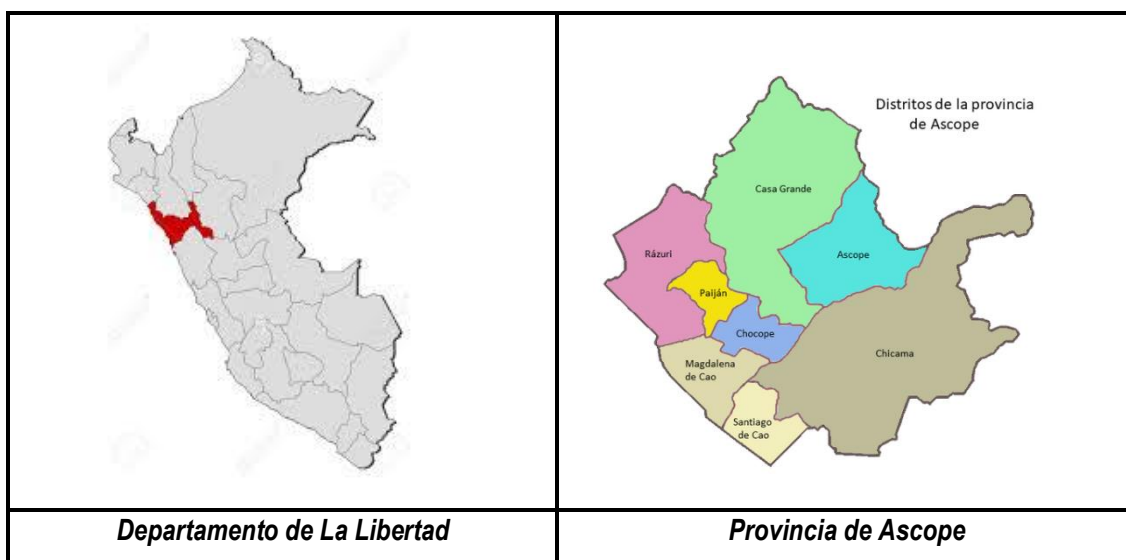 Distritos de la provincia
de Ascope
Casa Grande
Rázuri
Ascope
Paiján
Chocope
Chicama
Magdalena
de Cao
Santiago
de Cao
Departamento de La Libertad
Provincia de Ascope